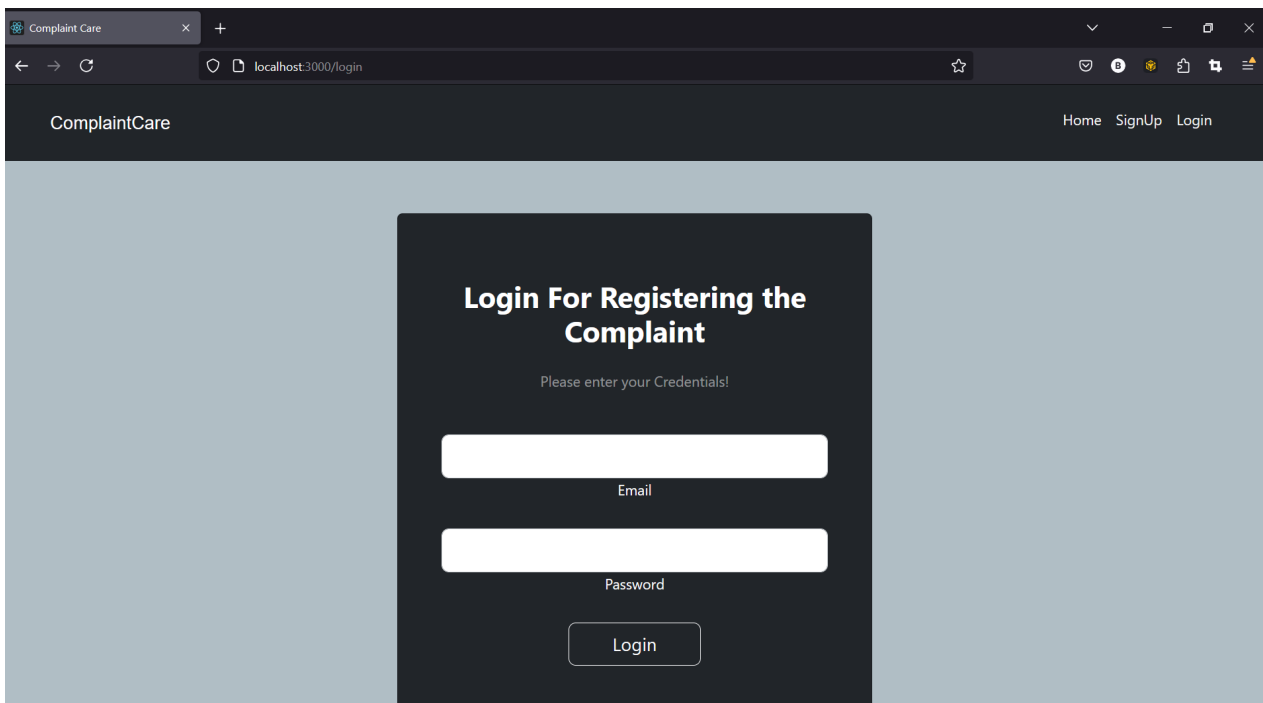 Complaint Care
localhost:3000/login
B
ComplaintCare
Home SignUp Login
Login For Registering the
Complaint
Please enter your Credentials!
Email
Password
Login